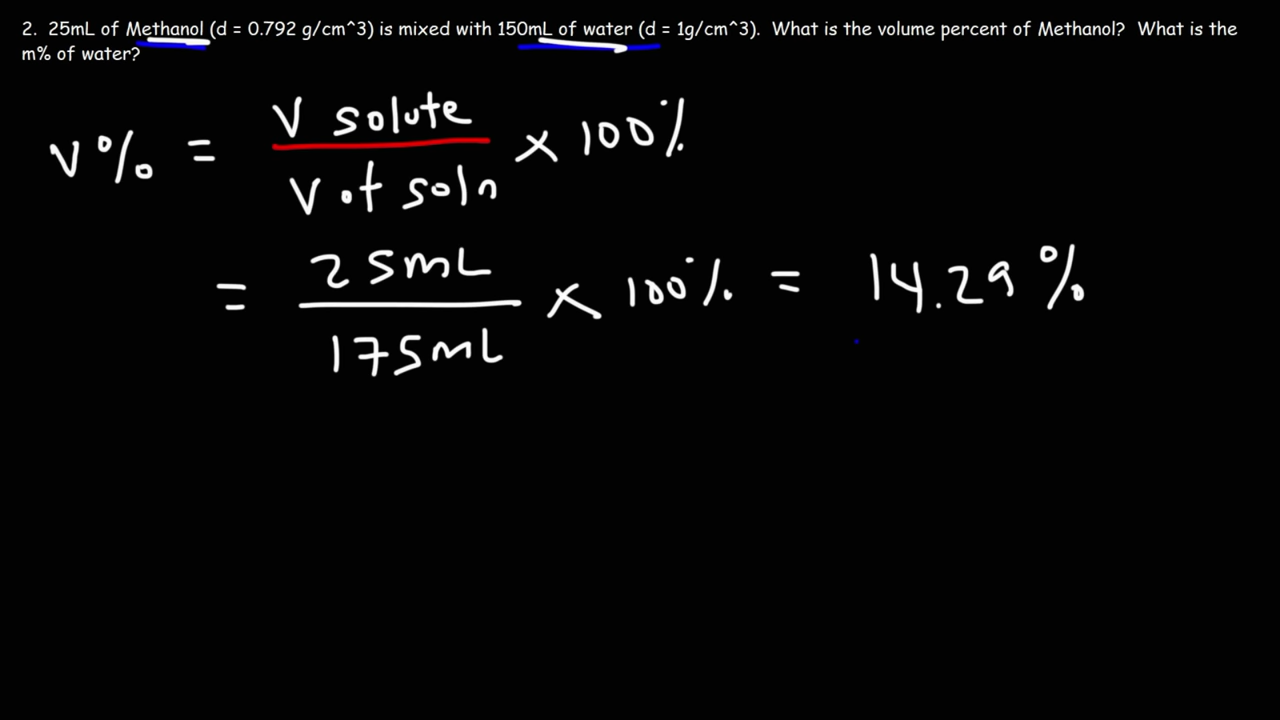 2. 25mL of Methanol (d = 0.792 g/cm^3) is mixed with 150mL of water (d = 1g/cm^3). What is the volume percent of Methanol? What is the
m% of water?
V% = V solute / V of soln × 100%
= 25mL / 175mL × 100% = 14.29%